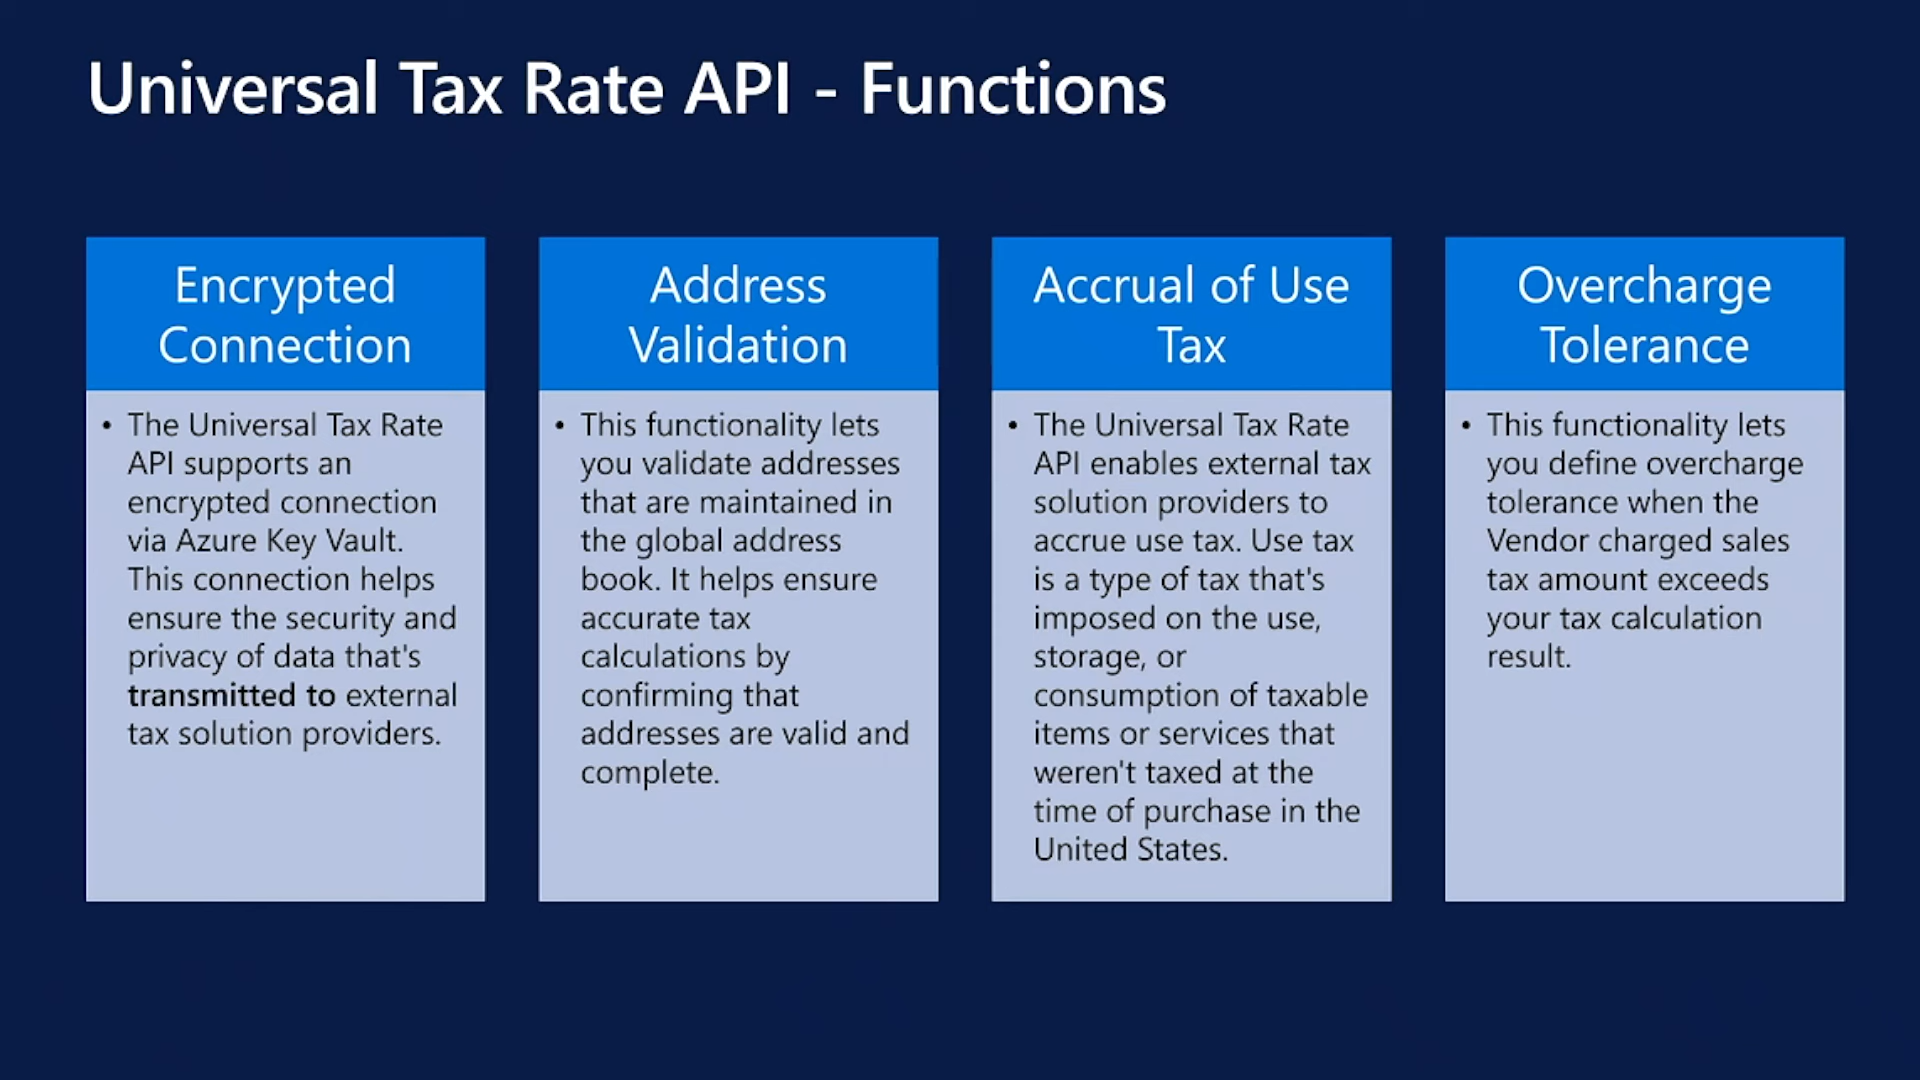 Universal Tax Rate API - Functions
Encrypted
Connection
• The Universal Tax Rate
API supports an
encrypted connection
via Azure Key Vault.
This connection helps
ensure the security and
privacy of data that's
transmitted to external
tax solution providers.
Address
Validation
• This functionality lets
you validate addresses
that are maintained in
the global address
book. It helps ensure
accurate tax
calculations by
confirming that
addresses are valid and
complete.
Accrual of Use
Tax
• The Universal Tax Rate
API enables external tax
solution providers to
accrue use tax. Use tax
is a type of tax that's
imposed on the use,
storage, or
consumption of taxable
items or services that
weren't taxed at the
time of purchase in the
United States.
Overcharge
Tolerance
• This functionality lets
you define overcharge
tolerance when the
Vendor charged sales
tax amount exceeds
your tax calculation
result.